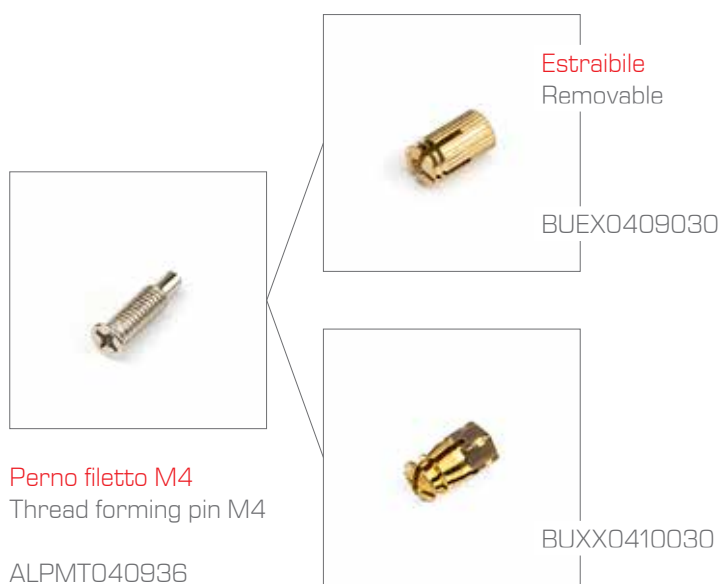 Estraibile
Removable
BUEX0409030
Perno filetto M4
Thread forming pin M4
ALPMT040936
BUXX0410030